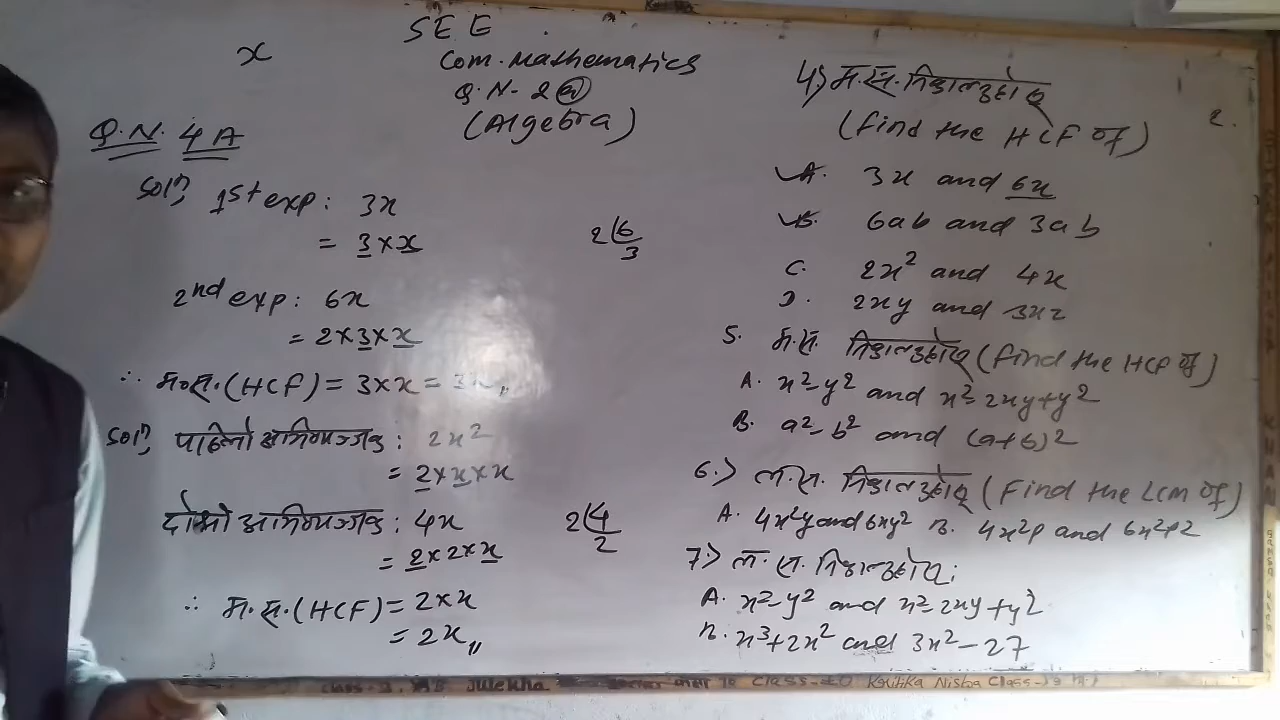 SEE
x
Com. Mathematics
Q.N. 2
(Algebra)
Q.N. 4A
Solⁿ,
1st exp: 3x
= 3 × x
2nd exp: 6x
= 2 × 3 × x
2(6
3
∴ म.स. (HCF) = 3 × x = 3x,,
Solⁿ, पहिलो अभिव्यञ्जक : 2x²
= 2 × x × x
दोस्रो अभिव्यञ्जक : 4x
= 2 × 2 × x
2(4
2
∴ म.स. (HCF) = 2 × x
= 2x,,
4) म.स. निकाल्नुहोस्
(find the HCF of)
2.
A. 3x and 6x
B. 6ab and 3ab
C. 2x² and 4x
D. 2xy and 3xz
5. म.स. निकाल्नुहोस् (find the HCF of)
A. x²-y² and x²-2xy+y²
B. a²-b² and (a+b)²
6.) ल.स. निकाल्नुहोस् (Find the LCM of)
A. 4x²y and 6xy² B. 4x²p and 6x²p2
7.) ल.स. निकाल्नुहोस्:
A. x²-y² and x²-2xy+y²
B. x³+2x² and 3x²-27
Julekha
Kritika Nisba Class-